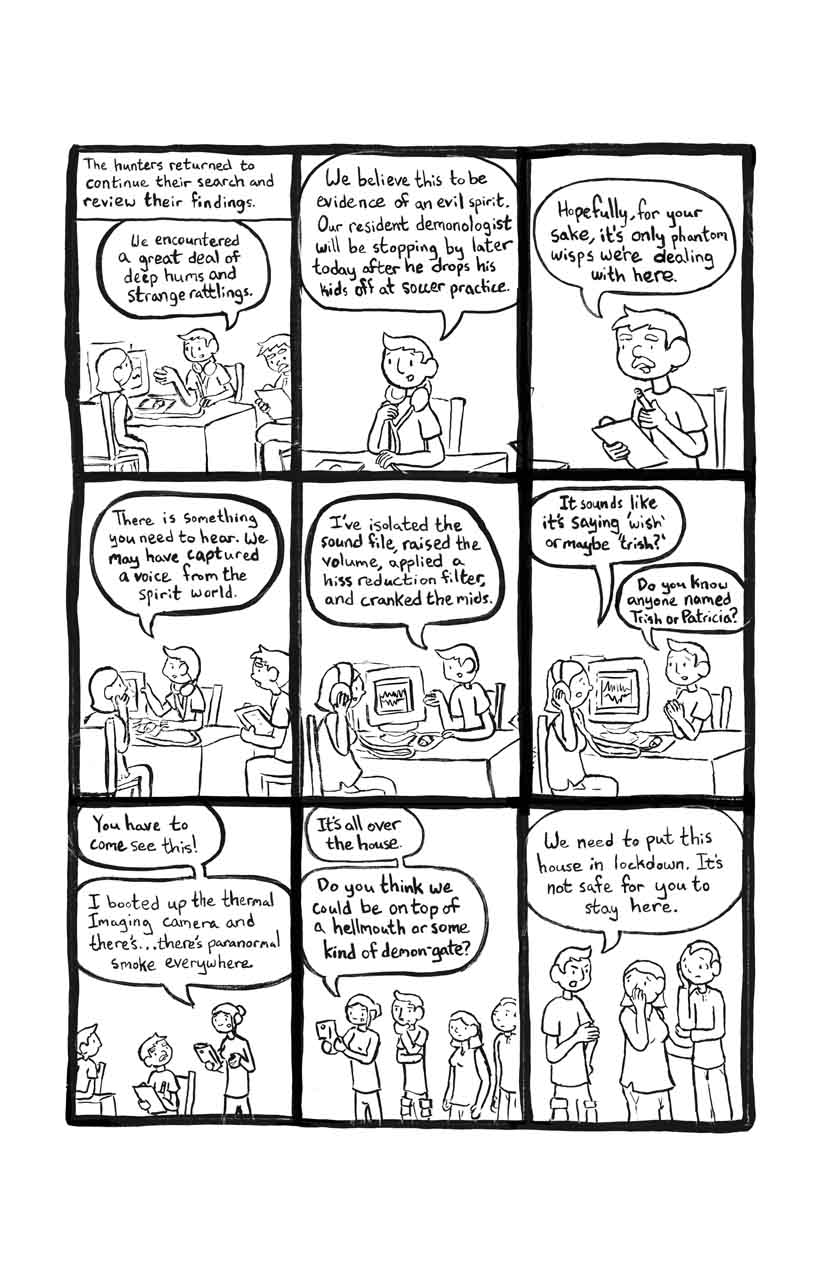 The hunters returned to
continue their search and
review their findings.
We encountered
a great deal of
deep hums and
strange rattlings.
We believe this to be
evidence of an evil spirit.
Our resident demonologist
will be stopping by later
today after he drops his
kids off at soccer practice.
Hopefully, for your
sake, it's only phantom
wisps we're dealing
with here.
There is something
you need to hear. We
may have captured
a voice from the
spirit world.
I've isolated the
sound file, raised the
volume, applied a
hiss reduction filter,
and cranked the mids.
It sounds like
it's saying 'wish'
or maybe 'trish?'
Do you know
anyone named
Trish or Patricia?
You have to
come see this!
I booted up the thermal
Imaging camera and
there's...there's paranormal
smoke everywhere.
It's all over
the house.
Do you think we
could be on top of
a hellmouth or some
kind of demon-gate?
We need to put this
house in lockdown. It's
not safe for you to
stay here.